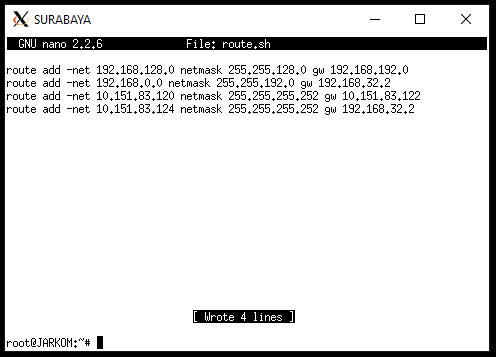 SURABAYA
GNU nano 2.2.6 File: route.sh
route add -net 192.168.128.0 netmask 255.255.128.0 gw 192.168.192.0
route add -net 192.168.0.0 netmask 255.255.192.0 gw 192.168.32.2
route add -net 10.151.83.120 netmask 255.255.255.252 gw 10.151.83.122
route add -net 10.151.83.124 netmask 255.255.255.252 gw 192.168.32.2
[ Wrote 4 lines ]
root@JARKOM:~#